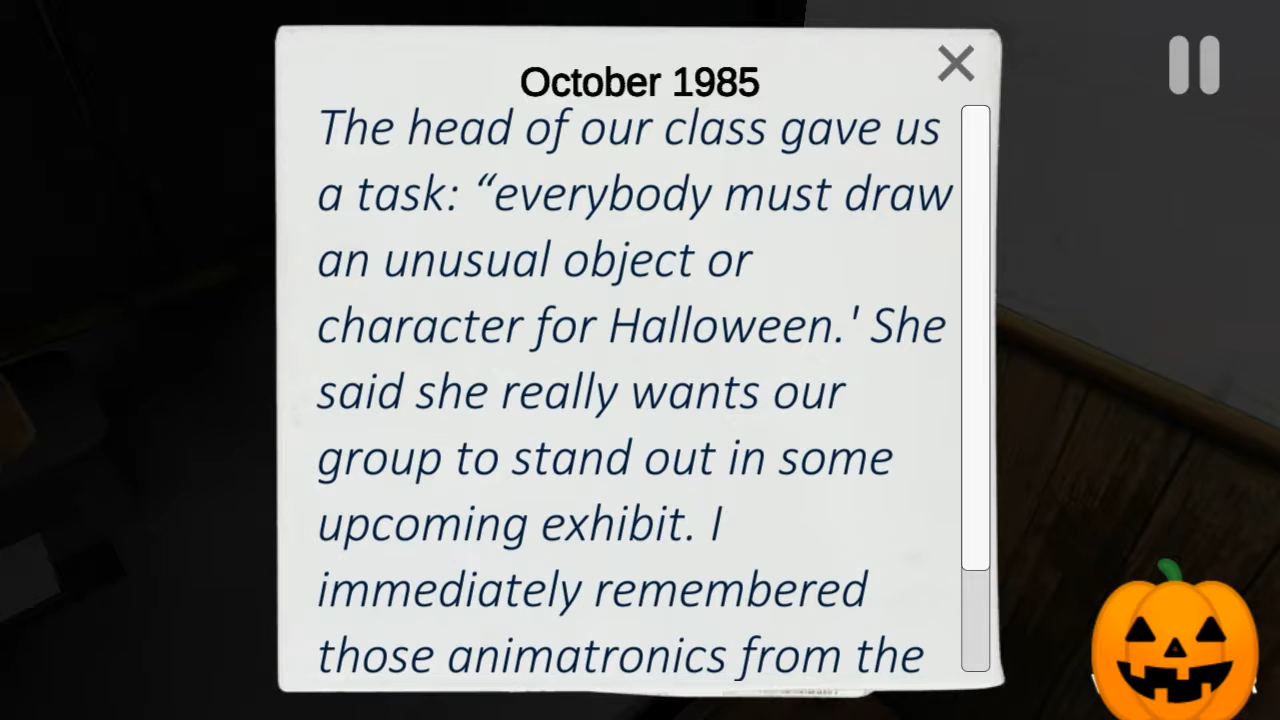 October 1985
The head of our class gave us
a task: “everybody must draw
an unusual object or
character for Halloween.' She
said she really wants our
group to stand out in some
upcoming exhibit. I
immediately remembered
those animatronics from the